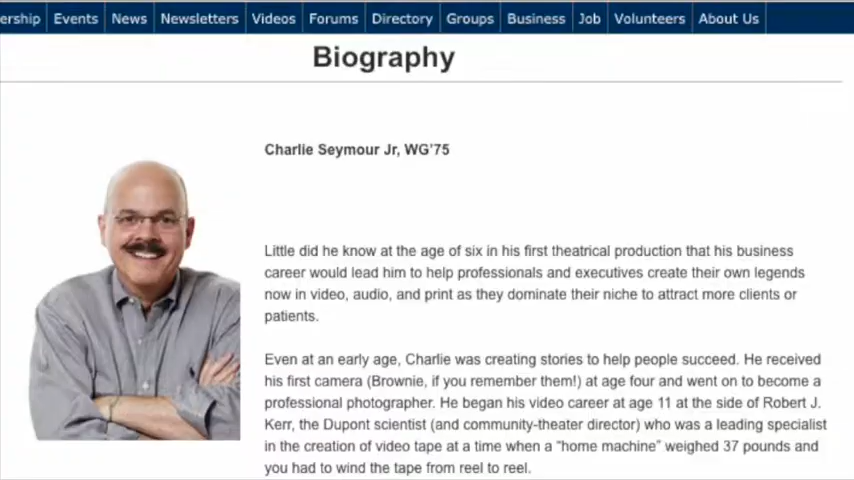 ership Events News Newsletters Videos Forums Directory Groups Business Job Volunteers About Us
Biography
Charlie Seymour Jr, WG'75
Little did he know at the age of six in his first theatrical production that his business
career would lead him to help professionals and executives create their own legends
now in video, audio, and print as they dominate their niche to attract more clients or
patients.
Even at an early age, Charlie was creating stories to help people succeed. He received
his first camera (Brownie, if you remember them!) at age four and went on to become a
professional photographer. He began his video career at age 11 at the side of Robert J.
Kerr, the Dupont scientist (and community-theater director) who was a leading specialist
in the creation of video tape at a time when a “home machine” weighed 37 pounds and
you had to wind the tape from reel to reel.